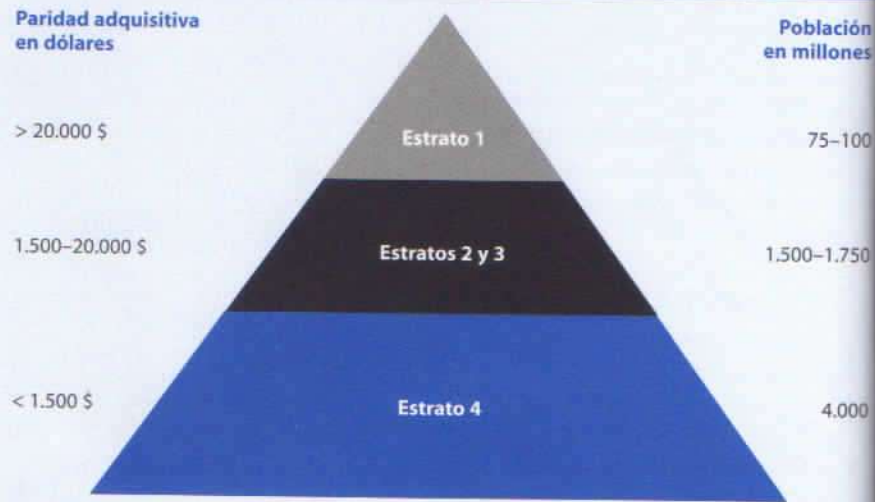 Paridad adquisitiva
en dólares
Población
en millones
> 20.000 $
Estrato 1
75–100
1.500–20.000 $
Estratos 2 y 3
1.500–1.750
< 1.500 $
Estrato 4
4.000